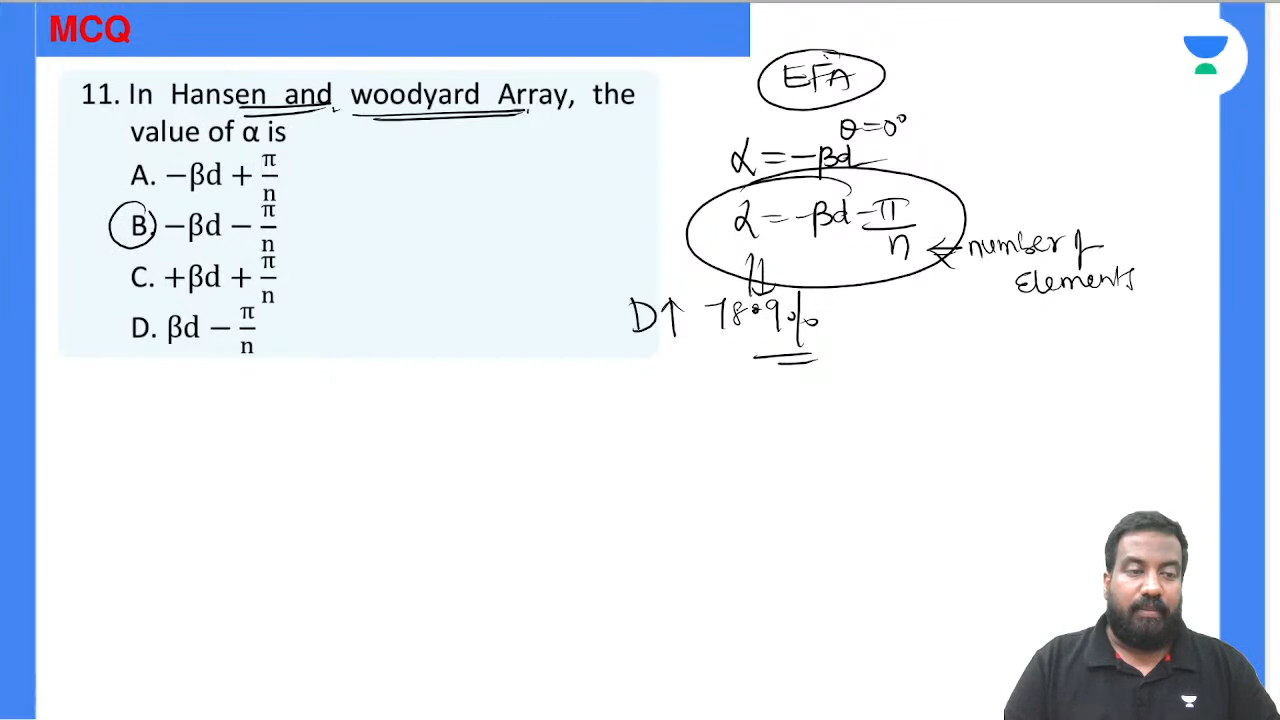 MCQ
11. In Hansen and woodyard Array, the
value of α is
A. −βd + π/n
B. −βd − π/n
C. +βd + π/n
D. βd − π/n
EFA
θ=0°
α = −βd
α = −βd − π/n ⇐ number of
Elements
D↑ 78.9%